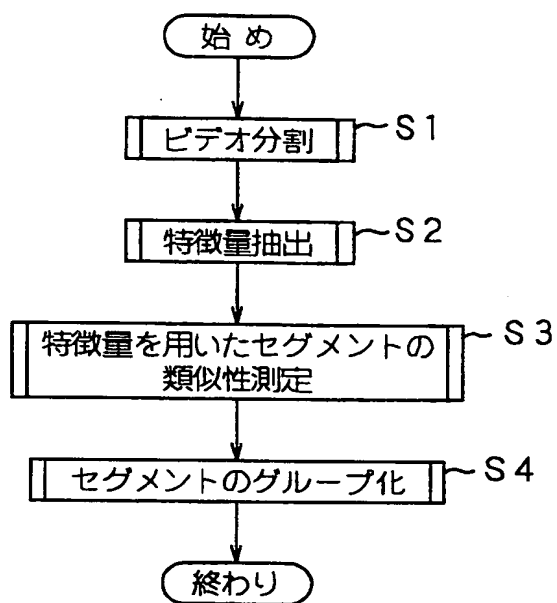 始め
ビデオ分割
S1
特徴量抽出
S2
特徴量を用いたセグメントの
類似性測定
S3
セグメントのグループ化
S4
終わり